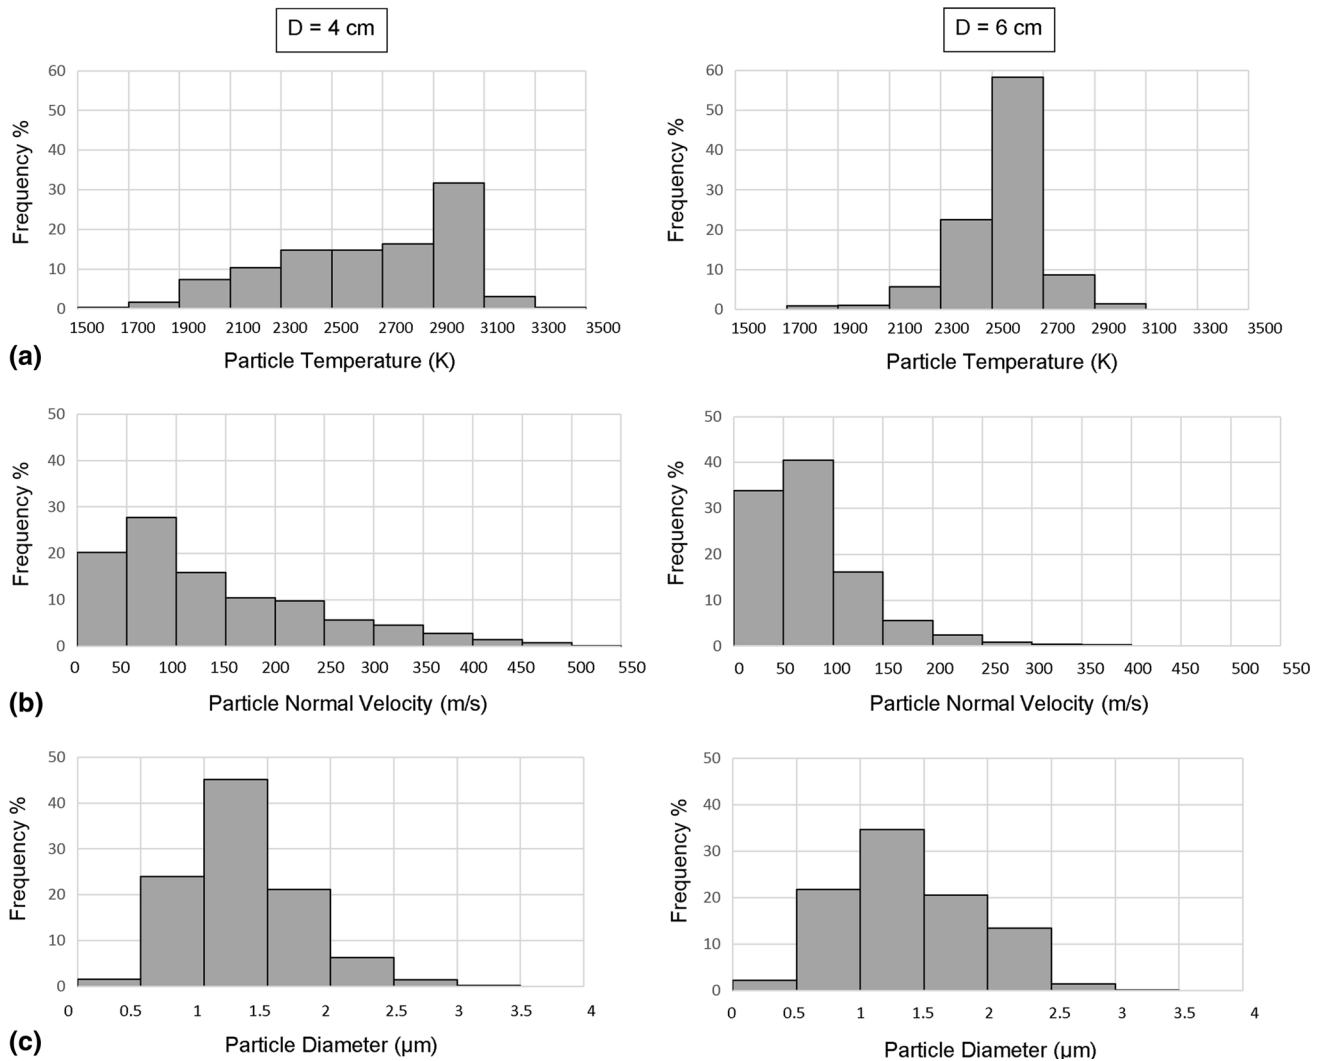 D = 4 cm
D = 6 cm
60
50
40
30
20
10
0
Frequency %
1500 1700 1900 2100 2300 2500 2700 2900 3100 3300 3500
Particle Temperature (K)
60
50
40
30
20
10
0
Frequency %
1500 1700 1900 2100 2300 2500 2700 2900 3100 3300 3500
Particle Temperature (K)
(a)
50
40
30
20
10
0
Frequency %
0 50 100 150 200 250 300 350 400 450 500 550
Particle Normal Velocity (m/s)
50
40
30
20
10
0
Frequency %
0 50 100 150 200 250 300 350 400 450 500 550
Particle Normal Velocity (m/s)
(b)
50
40
30
20
10
0
Frequency %
0 0.5 1 1.5 2 2.5 3 3.5 4
Particle Diameter (µm)
50
40
30
20
10
0
Frequency %
0 0.5 1 1.5 2 2.5 3 3.5 4
Particle Diameter (µm)
(c)